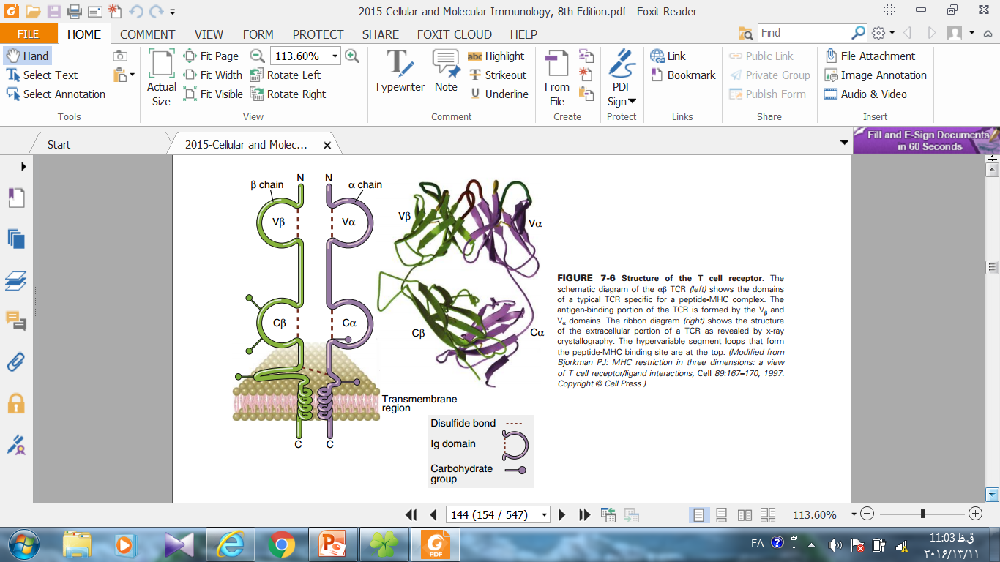 2015-Cellular and Molecular Immunology, 8th Edition.pdf - Foxit Reader
FILE HOME COMMENT VIEW FORM PROTECT SHARE FOXIT CLOUD HELP Find
Hand
Select Text
Select Annotation
Tools
Actual
Size
Fit Page
Fit Width
Fit Visible
113.60%
Rotate Left
Rotate Right
View
Typewriter
Note
Highlight
Strikeout
Underline
Comment
From
File
Create
PDF
Sign
Protect
Link
Bookmark
Links
Public Link
Private Group
Publish Form
Share
File Attachment
Image Annotation
Audio & Video
Insert
Start
2015-Cellular and Molec...
Fill and E-Sign Documents
in 60 Seconds
N N
β chain α chain
Vβ Vα
Cβ Cα
Transmembrane
region
C C
Vβ Vα
Cβ Cα
Disulfide bond
Ig domain
Carbohydrate
group
FIGURE 7-6 Structure of the T cell receptor. The
schematic diagram of the αβ TCR (left) shows the domains
of a typical TCR specific for a peptide-MHC complex. The
antigen-binding portion of the TCR is formed by the Vβ and
Vα domains. The ribbon diagram (right) shows the structure
of the extracellular portion of a TCR as revealed by x-ray
crystallography. The hypervariable segment loops that form
the peptide-MHC binding site are at the top. (Modified from
Bjorkman PJ: MHC restriction in three dimensions: a view
of T cell receptor/ligand interactions, Cell 89:167–170, 1997.
Copyright © Cell Press.)
144 (154 / 547)
113.60%
FA
11:03 ق.ظ
۲۰۱۶/۱۳/۱۱